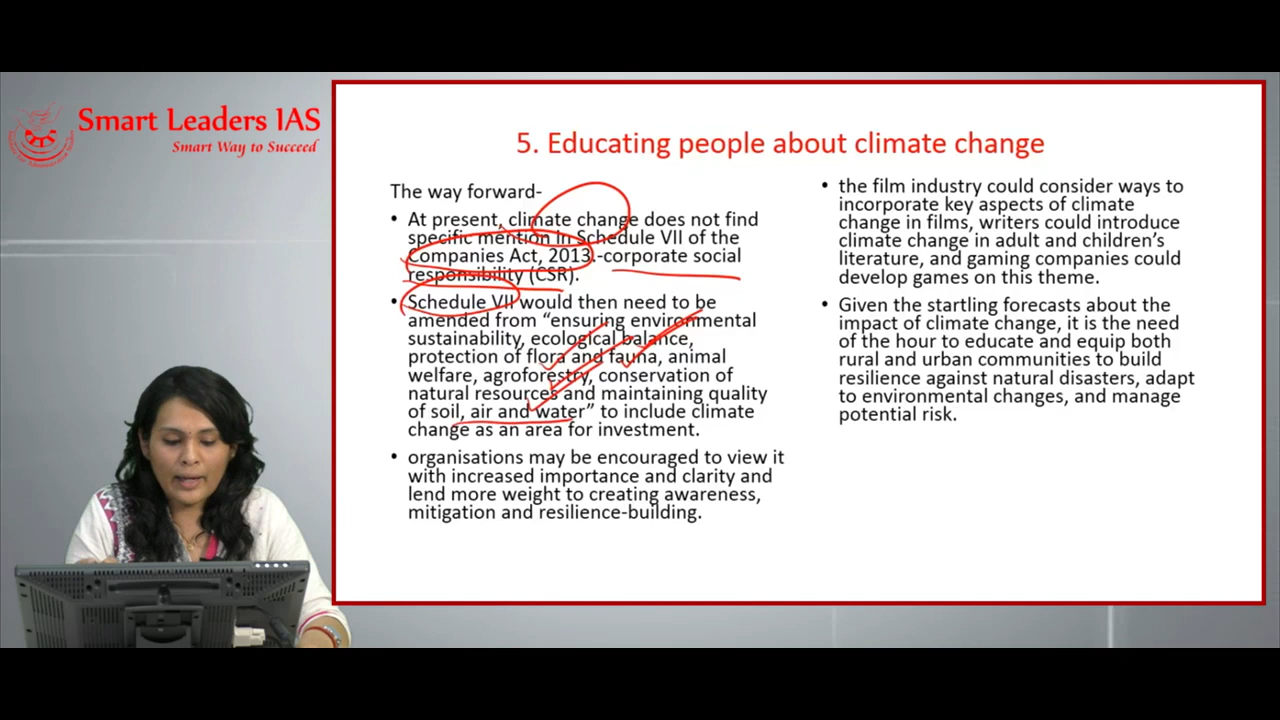 Smart Leaders IAS
Smart Way to Succeed
5. Educating people about climate change
The way forward-
• At present, climate change does not find
specific mention in Schedule VII of the
Companies Act, 2013.-corporate social
responsibility (CSR).
• Schedule VII would then need to be
amended from “ensuring environmental
sustainability, ecological balance,
protection of flora and fauna, animal
welfare, agroforestry, conservation of
natural resources and maintaining quality
of soil, air and water” to include climate
change as an area for investment.
• organisations may be encouraged to view it
with increased importance and clarity and
lend more weight to creating awareness,
mitigation and resilience-building.
• the film industry could consider ways to
incorporate key aspects of climate
change in films, writers could introduce
climate change in adult and children’s
literature, and gaming companies could
develop games on this theme.
• Given the startling forecasts about the
impact of climate change, it is the need
of the hour to educate and equip both
rural and urban communities to build
resilience against natural disasters, adapt
to environmental changes, and manage
potential risk.